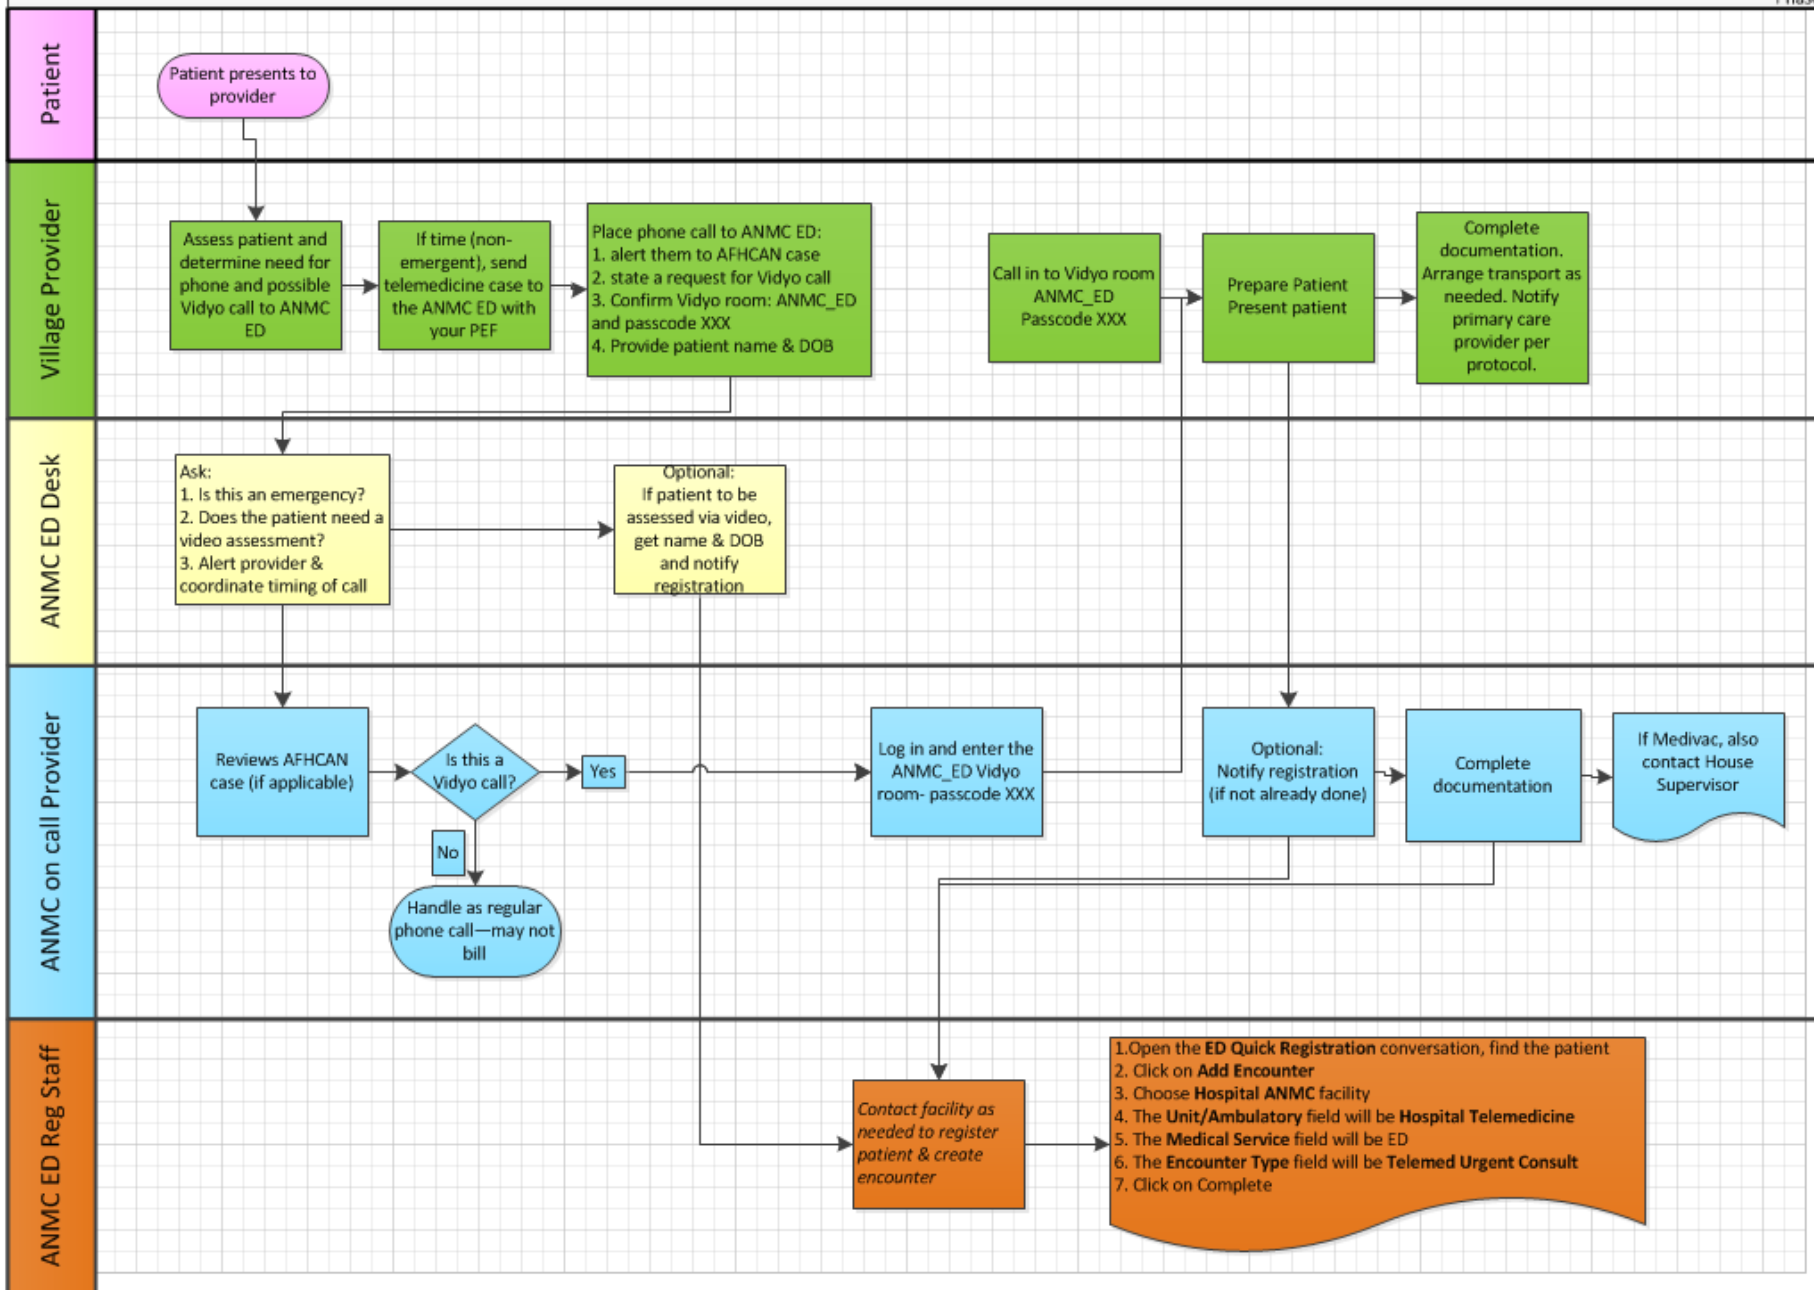 Patient
Patient presents to
provider
Village Provider
Assess patient and
determine need for
phone and possible
Vidyo call to ANMC
ED
If time (non-
emergent), send
telemedicine case to
the ANMC ED with
your PEF
Place phone call to ANMC ED:
1. alert them to AFHCAN case
2. state a request for Vidyo call
3. Confirm Vidyo room: ANMC_ED
and passcode XXX
4. Provide patient name & DOB
Call in to Vidyo room
ANMC_ED
Passcode XXX
Prepare Patient
Present patient
Complete
documentation.
Arrange transport as
needed. Notify
primary care
provider per
protocol.
ANMC ED Desk
Ask:
1. Is this an emergency?
2. Does the patient need a
video assessment?
3. Alert provider &
coordinate timing of call
Optional:
If patient to be
assessed via video,
get name & DOB
and notify
registration
ANMC on call Provider
Reviews AFHCAN
case (if applicable)
Is this a
Vidyo call?
Yes
No
Handle as regular
phone call—may not
bill
Log in and enter the
ANMC_ED Vidyo
room- passcode XXX
Optional:
Notify registration
(if not already done)
Complete
documentation
If Medivac, also
contact House
Supervisor
ANMC ED Reg Staff
Contact facility as
needed to register
patient & create
encounter
1.Open the ED Quick Registration conversation, find the patient
2. Click on Add Encounter
3. Choose Hospital ANMC facility
4. The Unit/Ambulatory field will be Hospital Telemedicine
5. The Medical Service field will be ED
6. The Encounter Type field will be Telemed Urgent Consult
7. Click on Complete